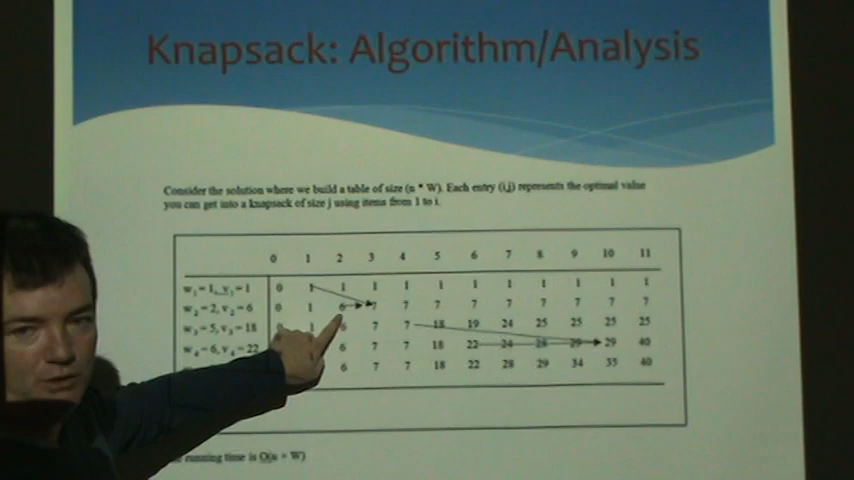 Knapsack: Algorithm/Analysis
Consider the solution where we build a table of size (n * W). Each entry (i,j) represents the optimal value
you can get into a knapsack of size j using items from 1 to i.
0 1 2 3 4 5 6 7 8 9 10 11
w₁=1, v₁=1 0 1 1 1 1 1 1 1 1 1 1 1
w₂=2, v₂=6 0 1 6 7 7 7 7 7 7 7 7 7
w₃=5, v₃=18 0 1 6 7 7 18 19 24 25 25 25 25
w₄=6, v₄=22 6 7 7 18 22 24 28 29 29 40
6 7 7 18 22 28 29 34 35 40
running time is O(n * W)